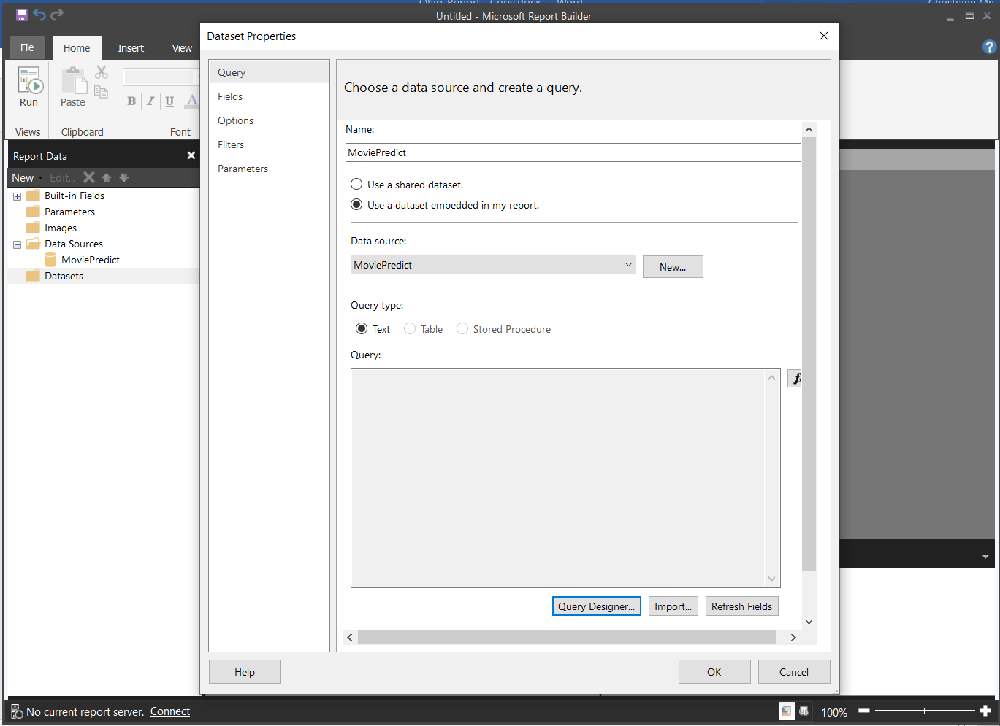 Untitled - Microsoft Report Builder
File
Home
Insert
View
Run
Paste
B I U A
Views
Clipboard
Font
Report Data
New
Edit...
Built-in Fields
Parameters
Images
Data Sources
MoviePredict
Datasets
Dataset Properties
Query
Fields
Options
Filters
Parameters
Choose a data source and create a query.
Name:
MoviePredict
Use a shared dataset.
Use a dataset embedded in my report.
Data source:
MoviePredict
New...
Query type:
Text
Table
Stored Procedure
Query:
Query Designer...
Import...
Refresh Fields
Help
OK
Cancel
No current report server. Connect
100%